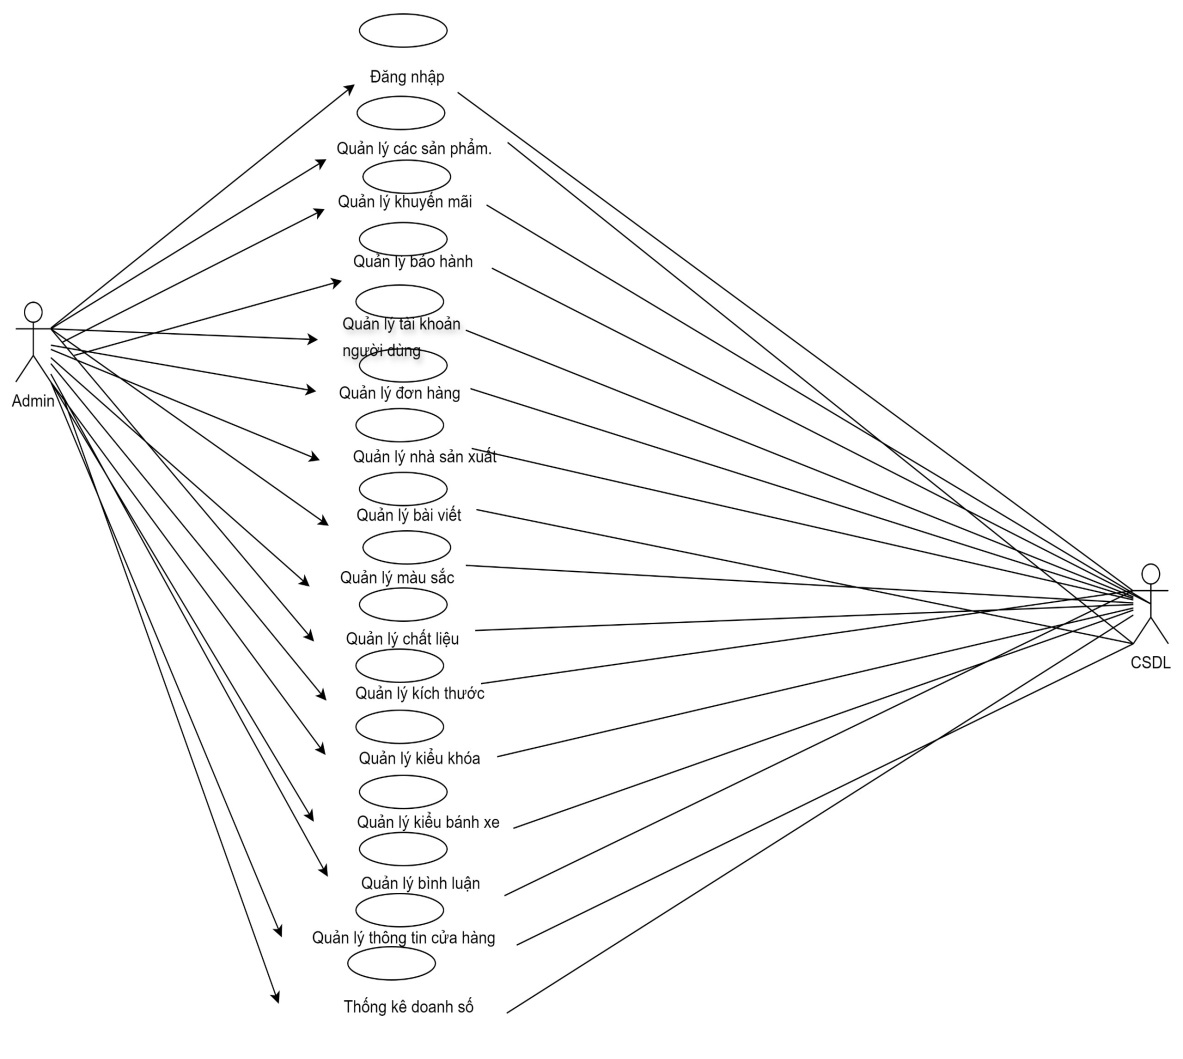 Đăng nhập
Quản lý các sản phẩm.
Quản lý khuyến mãi
Quản lý bảo hành
Quản lý tài khoản
người dùng
Quản lý đơn hàng
Admin
Quản lý nhà sản xuất
Quản lý bài viết
Quản lý màu sắc
Quản lý chất liệu
CSDL
Quản lý kích thước
Quản lý kiểu khóa
Quản lý kiểu bánh xe
Quản lý bình luận
Quản lý thông tin cửa hàng
Thống kê doanh số